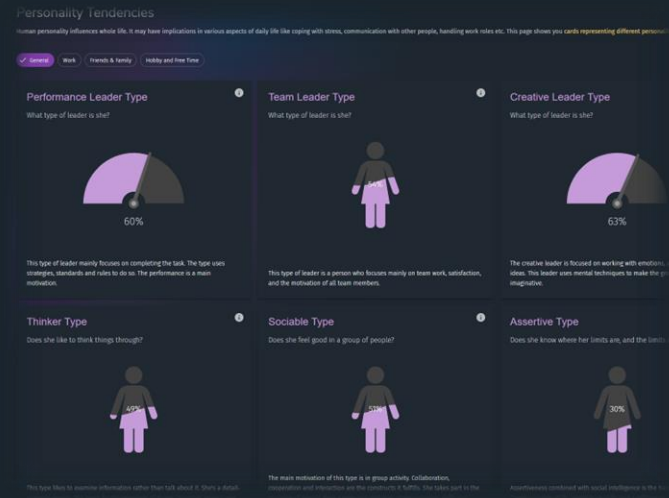 Personality Tendencies
Human personality influences whole life. It may have implications in various aspects of daily life like coping with stress, communication with other people, handling work roles etc. This page shows you cards representing different
General Work Friends & Family Hobby and Free Time
Performance Leader Type Team Leader Type Creative Leader Type
What type of leader is she? What type of leader is she? What type of leader is she?
60% 63%
This type of leader mainly focuses on completing the task. The type uses
strategies, standards and rules to do so. The performance is a main
motivation.
This type of leader is a person who focuses mainly on team work, satisfaction,
and the motivation of all team members.
The creative leader is focused on working with emotions,
ideas. This leader uses mental techniques to make the
imaginative.
Thinker Type Sociable Type Assertive Type
Does she like to think things through? Does she feel good in a group of people? Does she know where her limits are, and the limits
49% 51% 30%
This type likes to examine information rather than talk about it. She's a detail-
The main motivation of this type is in group activity. Collaboration,
cooperation and interaction are the constructs it fulfills. She takes part in the
Assertiveness combined with social intelligence is the